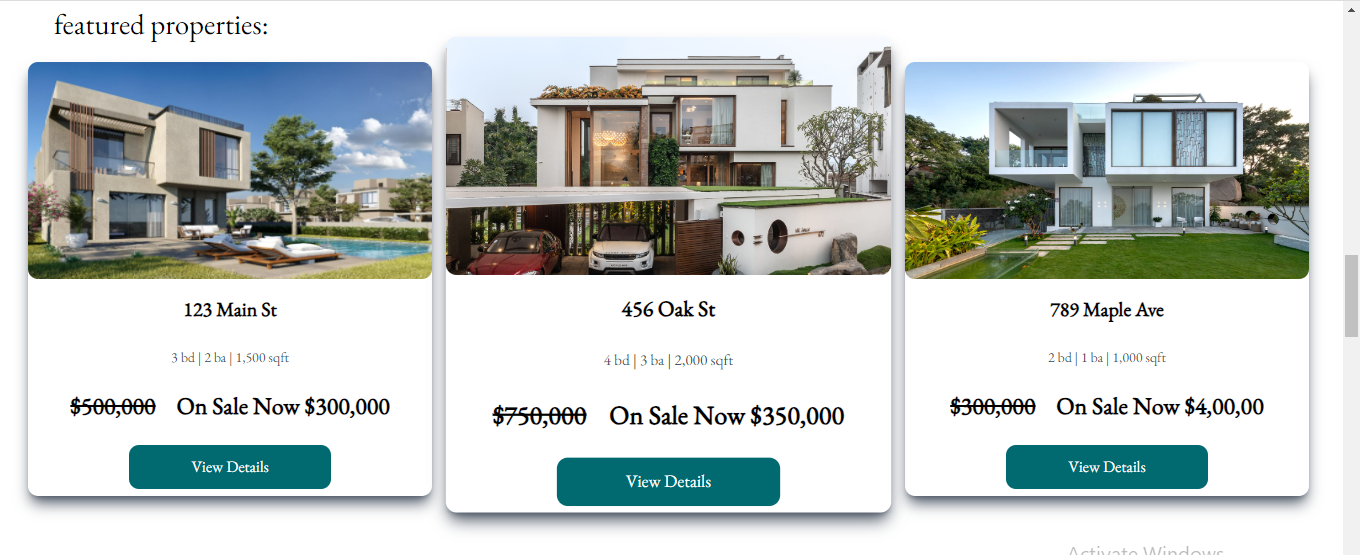 featured properties:
123 Main St
3 bd | 2 ba | 1,500 sqft
$500,000 On Sale Now $300,000
View Details
456 Oak St
4 bd | 3 ba | 2,000 sqft
$750,000 On Sale Now $350,000
View Details
789 Maple Ave
2 bd | 1 ba | 1,000 sqft
$300,000 On Sale Now $4,00,00
View Details
Activate Windows